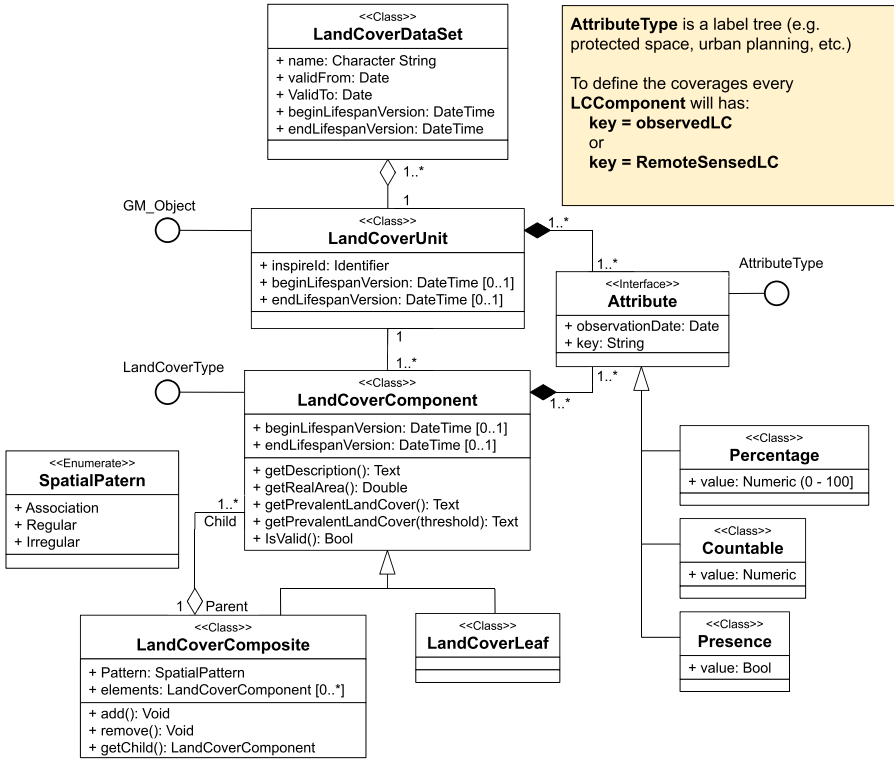 <<Class>>
LandCoverDataSet
+ name: Character String
+ validFrom: Date
+ ValidTo: Date
+ beginLifespanVersion: DateTime
+ endLifespanVersion: DateTime
AttributeType is a label tree (e.g.
protected space, urban planning, etc.)
To define the coverages every
LCComponent will has:
key = observedLC
or
key = RemoteSensedLC
1..*
1
GM_Object
<<Class>>
LandCoverUnit
+ inspireId: Identifier
+ beginLifespanVersion: DateTime [0..1]
+ endLifespanVersion: DateTime [0..1]
1..*
1..*
AttributeType
<<Interface>>
Attribute
+ observationDate: Date
+ key: String
1
1..*
1..*
1..*
LandCoverType
<<Class>>
LandCoverComponent
+ beginLifespanVersion: DateTime [0..1]
+ endLifespanVersion: DateTime [0..1]
+ getDescription(): Text
+ getRealArea(): Double
+ getPrevalentLandCover(): Text
+ getPrevalentLandCover(threshold): Text
+ IsValid(): Bool
<<Enumerate>>
SpatialPatern
+ Association
+ Regular
+ Irregular
1..*
Child
1
Parent
<<Class>>
Percentage
+ value: Numeric (0 - 100]
<<Class>>
Countable
+ value: Numeric
<<Class>>
Presence
+ value: Bool
<<Class>>
LandCoverComposite
+ Pattern: SpatialPattern
+ elements: LandCoverComponent [0..*]
+ add(): Void
+ remove(): Void
+ getChild(): LandCoverComponent
<<Class>>
LandCoverLeaf